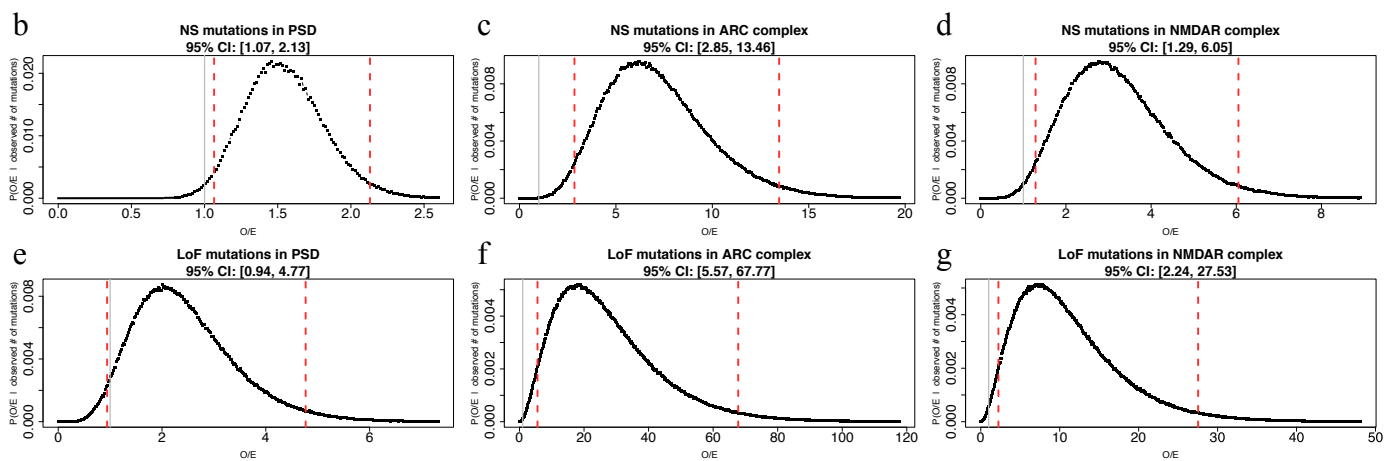 b
NS mutations in PSD
95% CI: [1.07, 2.13]
P(O/E | observed # of mutations)
0.000
0.010
0.020
0.0
0.5
1.0
1.5
2.0
2.5
O/E
c
NS mutations in ARC complex
95% CI: [2.85, 13.46]
P(O/E | observed # of mutations)
0.000
0.004
0.008
0
5
10
15
20
O/E
d
NS mutations in NMDAR complex
95% CI: [1.29, 6.05]
P(O/E | observed # of mutations)
0.000
0.004
0.008
0
2
4
6
8
O/E
e
LoF mutations in PSD
95% CI: [0.94, 4.77]
P(O/E | observed # of mutations)
0.000
0.004
0.008
0
2
4
6
O/E
f
LoF mutations in ARC complex
95% CI: [5.57, 67.77]
P(O/E | observed # of mutations)
0.000
0.002
0.004
0
20
40
60
80
100
120
O/E
g
LoF mutations in NMDAR complex
95% CI: [2.24, 27.53]
P(O/E | observed # of mutations)
0.000
0.002
0.004
0
10
20
30
40
50
O/E